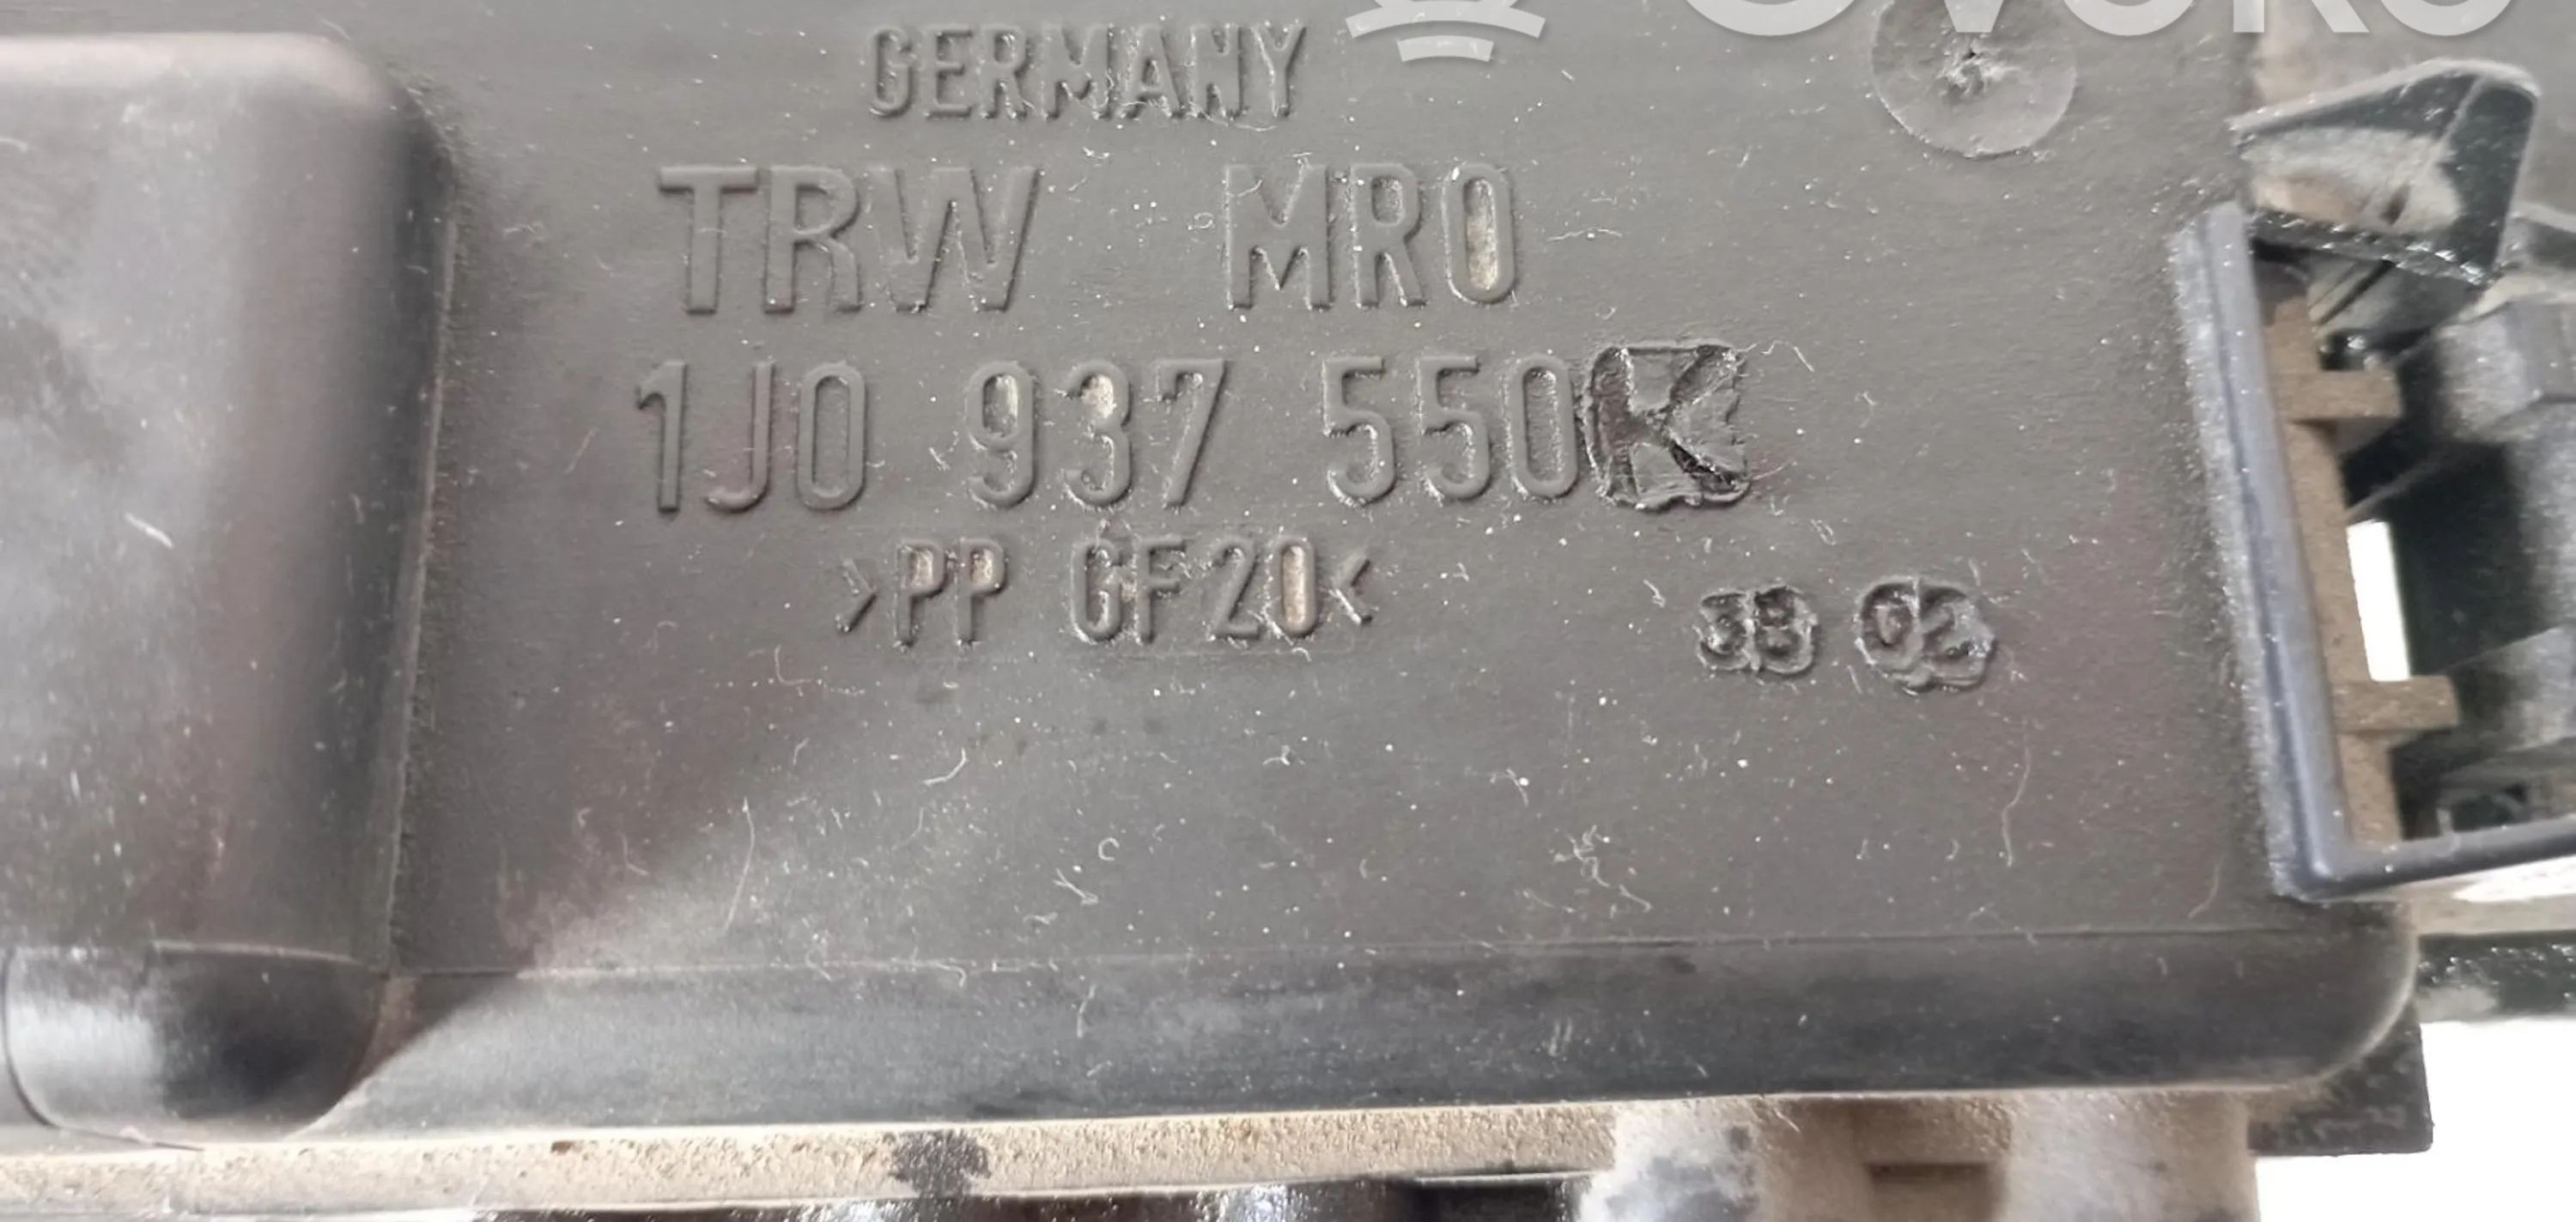 GERMANY
TRW MRO
1J0 937 550K
>PP GF20<
38 02